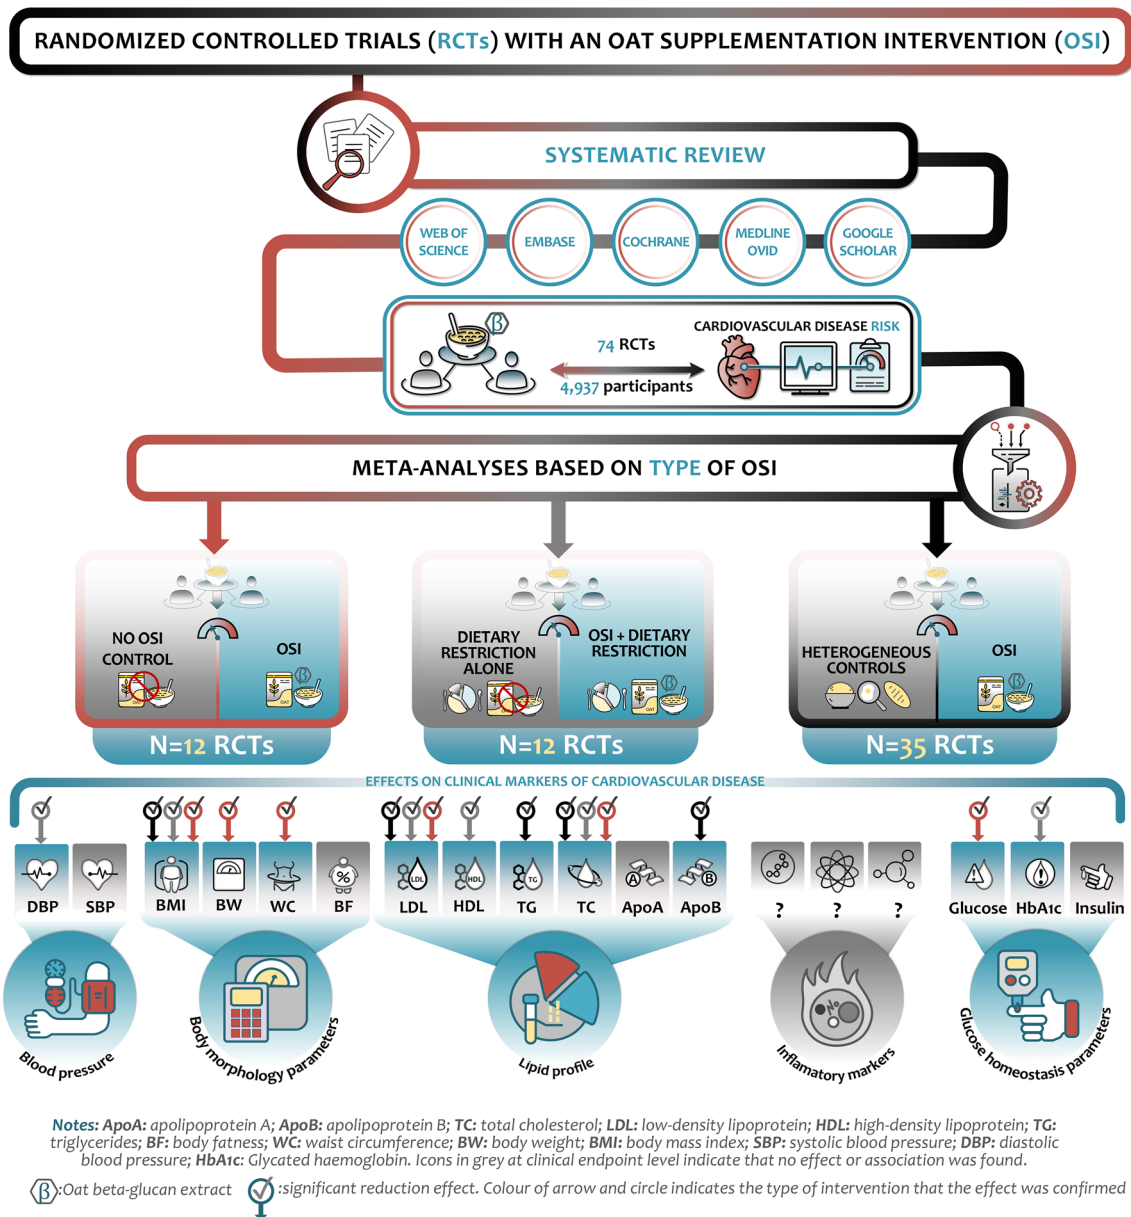 RANDOMIZED CONTROLLED TRIALS (RCTs) WITH AN OAT SUPPLEMENTATION INTERVENTION (OSI)
SYSTEMATIC REVIEW
WEB OF
SCIENCE
EMBASE
COCHRANE
MEDLINE
OVID
GOOGLE
SCHOLAR
β
CARDIOVASCULAR DISEASE RISK
74 RCTs
4,937 participants
META-ANALYSES BASED ON TYPE OF OSI
NO OSI
CONTROL
OAT
OSI
β
OAT
N=12 RCTs
DIETARY
RESTRICTION
ALONE
OAT
OSI + DIETARY
RESTRICTION
β
OAT
N=12 RCTs
HETEROGENEOUS
CONTROLS
OSI
β
OAT
N=35 RCTs
EFFECTS ON CLINICAL MARKERS OF CARDIOVASCULAR DISEASE
DBP
SBP
BMI
BW
WC
%
BF
LDL
LDL
HDL
HDL
TG
TG
TC
A
ApoA
B
ApoB
?
?
?
Glucose
HbA1c
Insulin
Blood pressure
Body morphology parameters
Lipid profile
Inflamatory markers
Glucose homeostasis parameters
Notes: ApoA: apolipoprotein A; ApoB: apolipoprotein B; TC: total cholesterol; LDL: low-density lipoprotein; HDL: high-density lipoprotein; TG:
triglycerides; BF: body fatness; WC: waist circumference; BW: body weight; BMI: body mass index; SBP: systolic blood pressure; DBP: diastolic
blood pressure; HbA1c: Glycated haemoglobin. Icons in grey at clinical endpoint level indicate that no effect or association was found.
β :Oat beta-glucan extract :significant reduction effect. Colour of arrow and circle indicates the type of intervention that the effect was confirmed